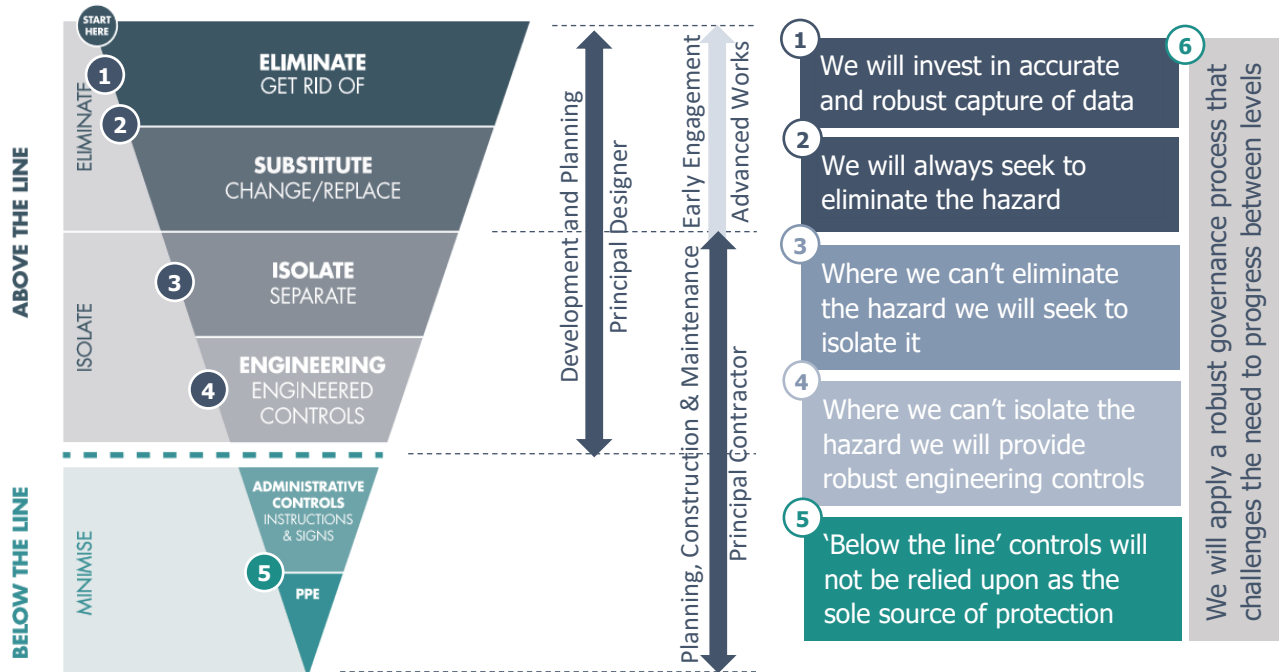 START
HERE
1
2
3
4
5
ABOVE THE LINE
BELOW THE LINE
ELIMINATE
ISOLATE
MINIMISE
ELIMINATE
GET RID OF
SUBSTITUTE
CHANGE/REPLACE
ISOLATE
SEPARATE
ENGINEERING
ENGINEERED
CONTROLS
ADMINISTRATIVE
CONTROLS
INSTRUCTIONS
& SIGNS
PPE
Development and Planning
Principal Designer
Early Engagement
Advanced Works
Planning, Construction & Maintenance
Principal Contractor
1
We will invest in accurate
and robust capture of data
2
We will always seek to
eliminate the hazard
3
Where we can’t eliminate
the hazard we will seek to
isolate it
4
Where we can’t isolate the
hazard we will provide
robust engineering controls
5
‘Below the line’ controls will
not be relied upon as the
sole source of protection
6
We will apply a robust governance process that
challenges the need to progress between levels